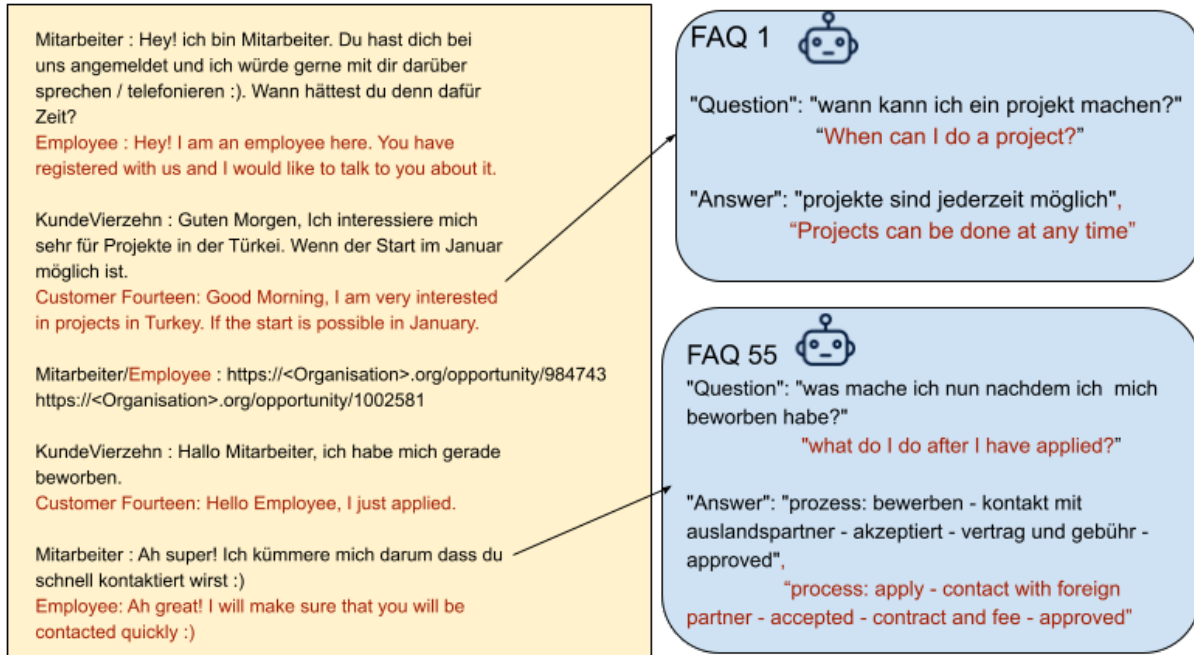 Mitarbeiter : Hey! ich bin Mitarbeiter. Du hast dich bei
uns angemeldet und ich würde gerne mit dir darüber
sprechen / telefonieren :). Wann hättest du denn dafür
Zeit?
Employee : Hey! I am an employee here. You have
registered with us and I would like to talk to you about it.
KundeVierzehn : Guten Morgen, Ich interessiere mich
sehr für Projekte in der Türkei. Wenn der Start im Januar
möglich ist.
Customer Fourteen: Good Morning, I am very interested
in projects in Turkey. If the start is possible in January.
Mitarbeiter/Employee : https://<Organisation>.org/opportunity/984743
https://<Organisation>.org/opportunity/1002581
KundeVierzehn : Hallo Mitarbeiter, ich habe mich gerade
beworben.
Customer Fourteen: Hello Employee, I just applied.
Mitarbeiter : Ah super! Ich kümmere mich darum dass du
schnell kontaktiert wirst :)
Employee: Ah great! I will make sure that you will be
contacted quickly :)
FAQ 1
"Question": "wann kann ich ein projekt machen?"
“When can I do a project?”
"Answer": "projekte sind jederzeit möglich",
“Projects can be done at any time”
FAQ 55
"Question": "was mache ich nun nachdem ich mich
beworben habe?"
"what do I do after I have applied?”
"Answer": "prozess: bewerben - kontakt mit
auslandspartner - akzeptiert - vertrag und gebühr -
approved",
“process: apply - contact with foreign
partner - accepted - contract and fee - approved”